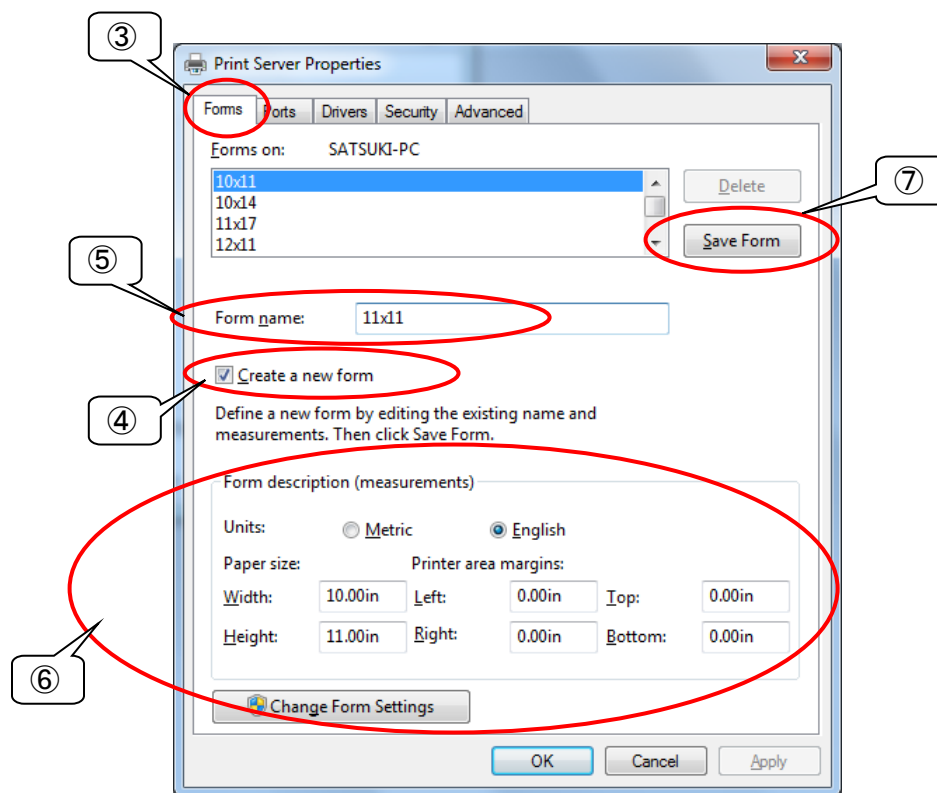 ③
Print Server Properties
Forms Ports Drivers Security Advanced
Forms on: SATSUKI-PC
10x11
10x14
11x17
12x11
Delete
⑦
Save Form
⑤
Form name: 11x11
Create a new form
④
Define a new form by editing the existing name and
measurements. Then click Save Form.
Form description (measurements)
Units: Metric English
Paper size: Printer area margins:
Width: 10.00in Left: 0.00in Top: 0.00in
Height: 11.00in Right: 0.00in Bottom: 0.00in
⑥
Change Form Settings
OK Cancel Apply